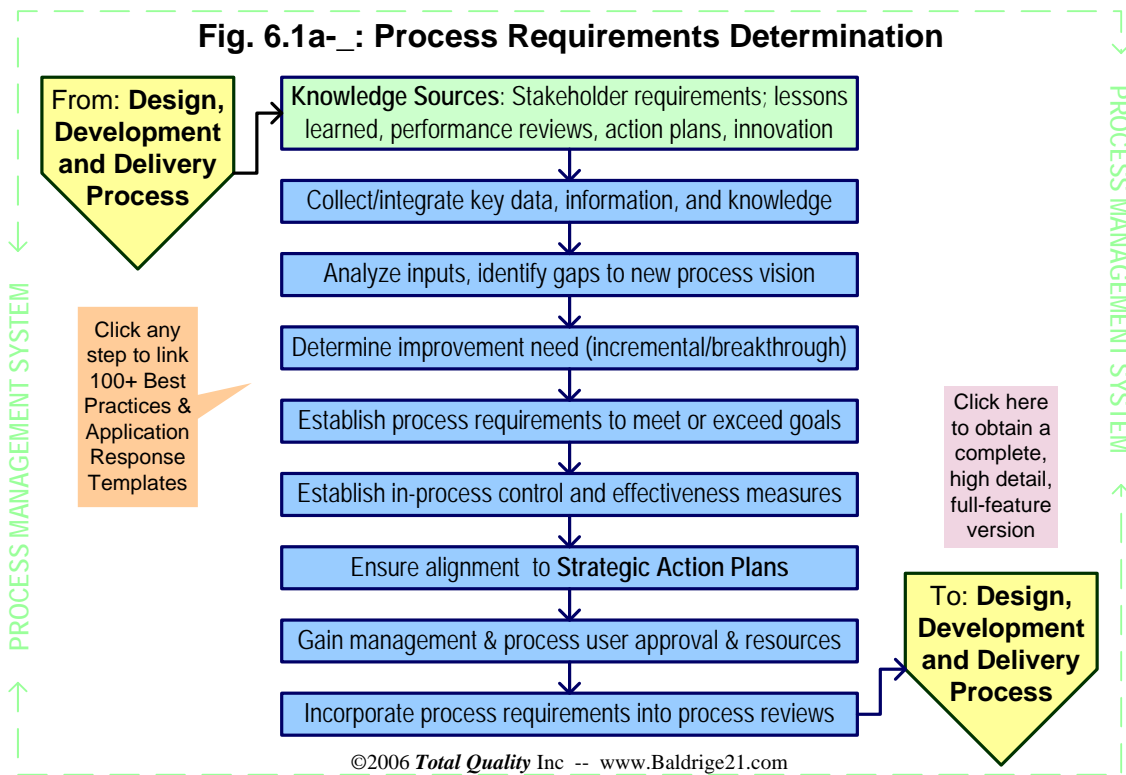 Fig. 6.1a-_: Process Requirements Determination
From: Design,
Development
and Delivery
Process
Knowledge Sources: Stakeholder requirements; lessons
learned, performance reviews, action plans, innovation
Collect/integrate key data, information, and knowledge
Analyze inputs, identify gaps to new process vision
Determine improvement need (incremental/breakthrough)
Establish process requirements to meet or exceed goals
Establish in-process control and effectiveness measures
Ensure alignment to Strategic Action Plans
Gain management & process user approval & resources
Incorporate process requirements into process reviews
Click any
step to link
100+ Best
Practices &
Application
Response
Templates
Click here
to obtain a
complete,
high detail,
full-feature
version
To: Design,
Development
and Delivery
Process
PROCESS MANAGEMENT SYSTEM
PROCESS MANAGEMENT SYSTEM
©2006 Total Quality Inc -- www.Baldrige21.com